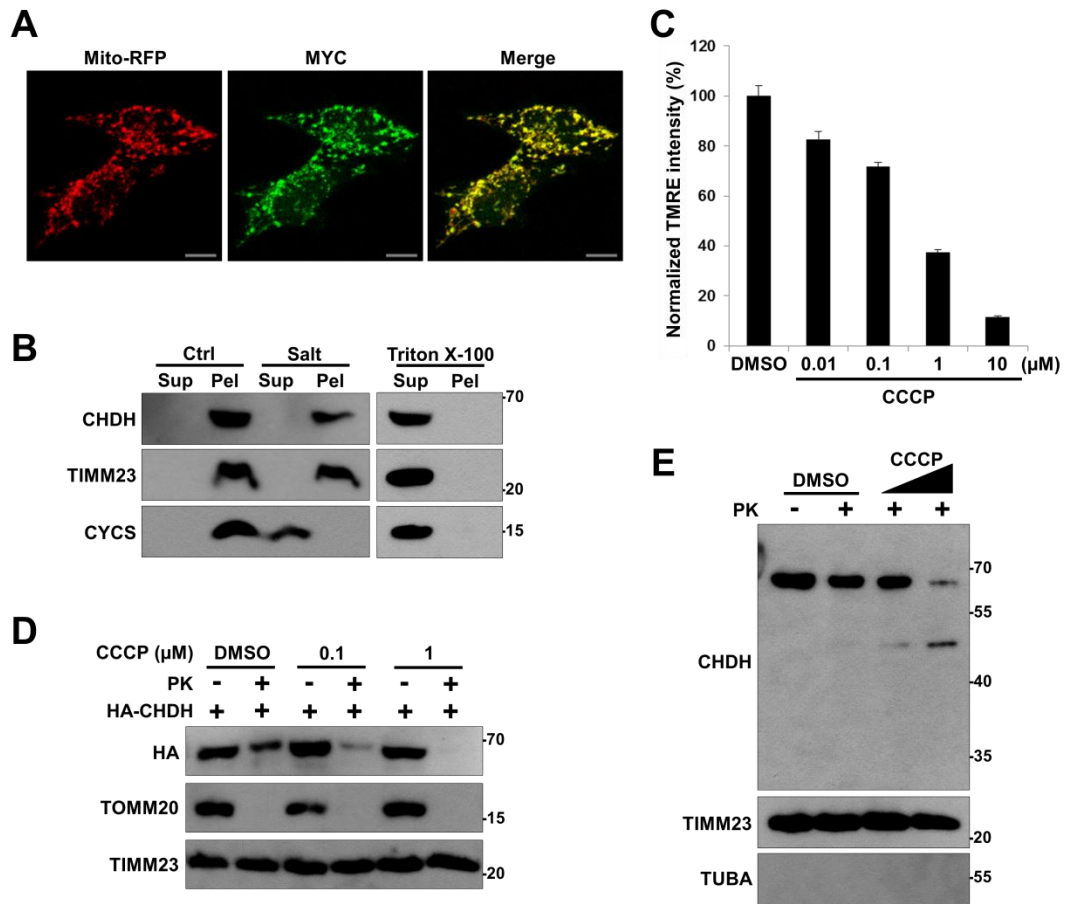 A
Mito-RFP MYC Merge
B
Ctrl Salt Triton X-100
Sup Pel Sup Pel Sup Pel
CHDH -70
TIMM23 -20
CYCS -15
C
Normalized TMRE intensity (%)
120
100
80
60
40
20
0
DMSO 0.01 0.1 1 10 (μM)
CCCP
D
CCCP (μM) DMSO 0.1 1
PK - + - + - +
HA-CHDH + + + + + +
HA -70
TOMM20 -15
TIMM23 -20
E
DMSO CCCP
PK - + + +
-70
-55
CHDH
-40
-35
TIMM23 -20
TUBA -55